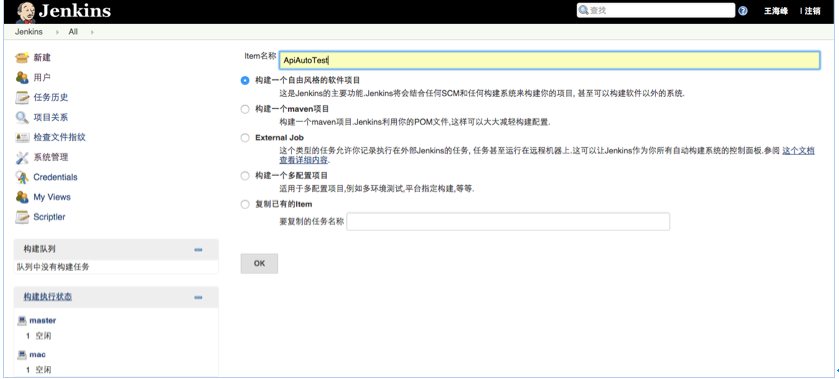 Jenkins
查找
王海峰
注销
Jenkins
All
新建
用户
任务历史
项目关系
检查文件指纹
系统管理
Credentials
My Views
Scriptler
构建队列
队列中没有构建任务
构建执行状态
master
1 空闲
mac
1 空闲
Item名称
ApiAutoTest
构建一个自由风格的软件项目
这是Jenkins的主要功能.Jenkins将会结合任何SCM和任何构建系统来构建你的项目, 甚至可以构建软件以外的系统.
构建一个maven项目
构建一个maven项目.Jenkins利用你的POM文件,这样可以大大减轻构建配置.
External Job
这个类型的任务允许你记录执行在外部Jenkins的任务, 任务甚至运行在远程机器上.这可以让Jenkins作为你所有自动构建系统的控制面板.参阅 这个文档
查看详细内容.
构建一个多配置项目
适用于多配置项目,例如多环境测试,平台指定构建,等等.
复制已有的Item
要复制的任务名称
OK